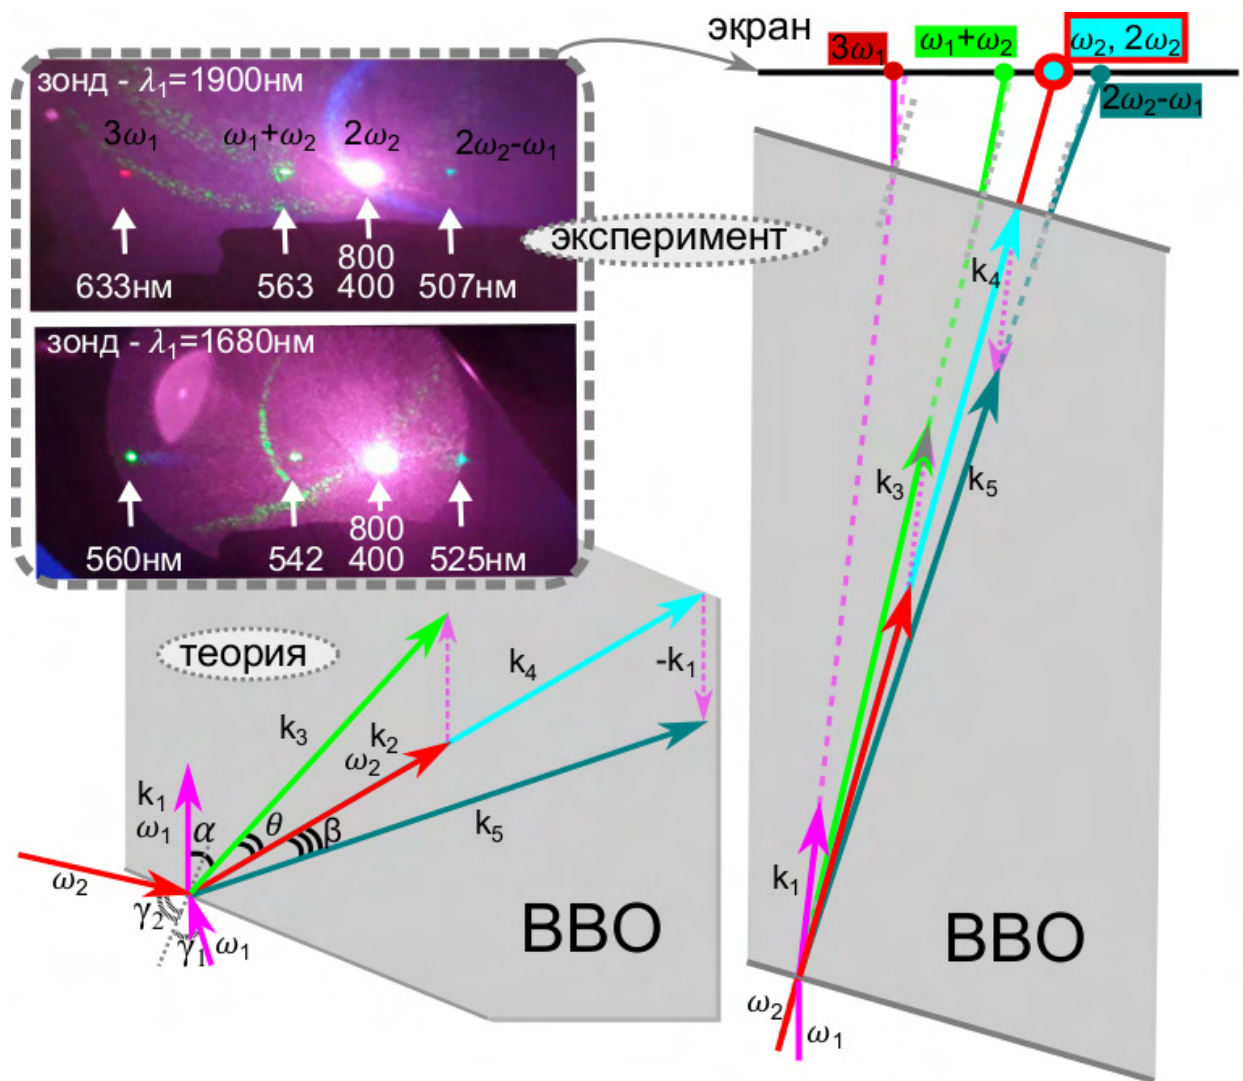 экран
3ω₁
ω₁+ω₂
ω₂, 2ω₂
2ω₂-ω₁
зонд - λ₁=1900нм
3ω₁
ω₁+ω₂
2ω₂
2ω₂-ω₁
633нм
563
800
400
507нм
эксперимент
зонд - λ₁=1680нм
560нм
542
800
400
525нм
теория
k₁
ω₁
α
k₃
θ
k₂
ω₂
β
k₄
-k₁
k₅
ω₂
γ₂
γ₁
ω₁
BBO
k₄
k₃
k₅
k₁
BBO
ω₂
ω₁